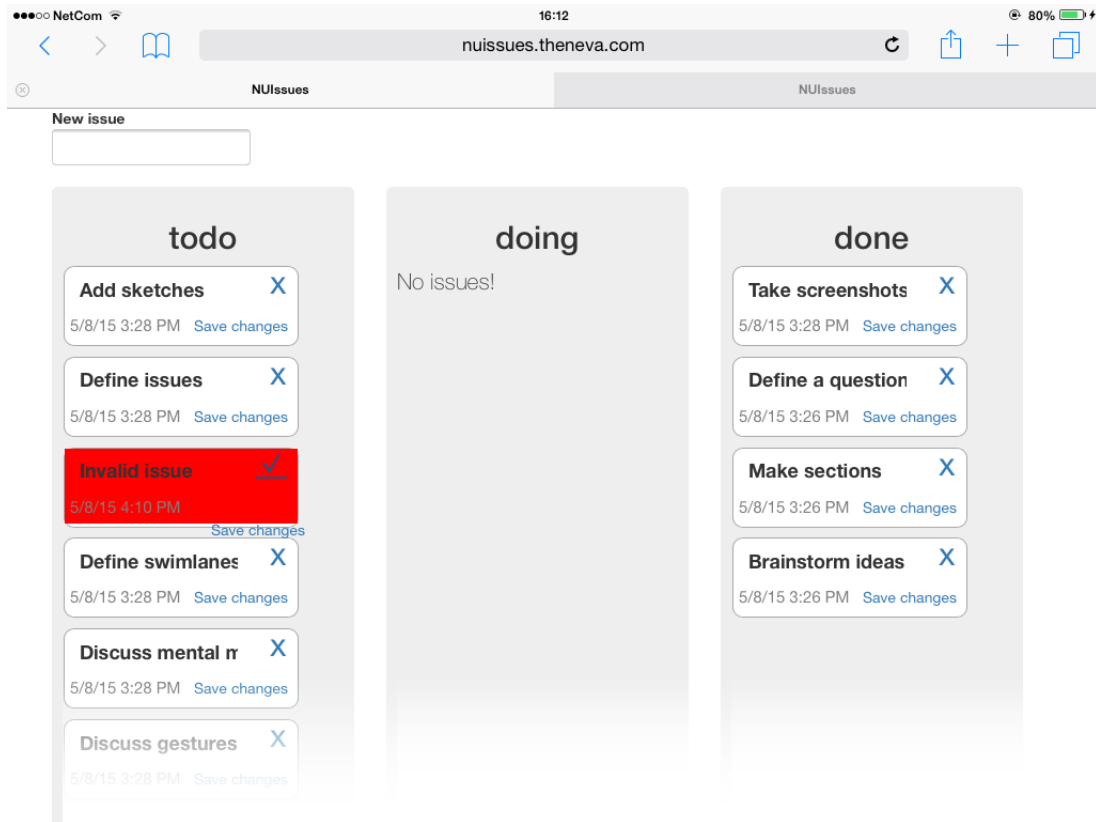 NetCom 16:12 80%
nuissues.theneva.com
NUIssues NUIssues
New issue
todo
Add sketches X
5/8/15 3:28 PM Save changes
Define issues X
5/8/15 3:28 PM Save changes
Invalid issue
5/8/15 4:10 PM
Save changes
Define swimlanes X
5/8/15 3:28 PM Save changes
Discuss mental m X
5/8/15 3:28 PM Save changes
Discuss gestures X
5/8/15 3:28 PM Save changes
doing
No issues!
done
Take screenshots X
5/8/15 3:28 PM Save changes
Define a question X
5/8/15 3:26 PM Save changes
Make sections X
5/8/15 3:26 PM Save changes
Brainstorm ideas X
5/8/15 3:26 PM Save changes